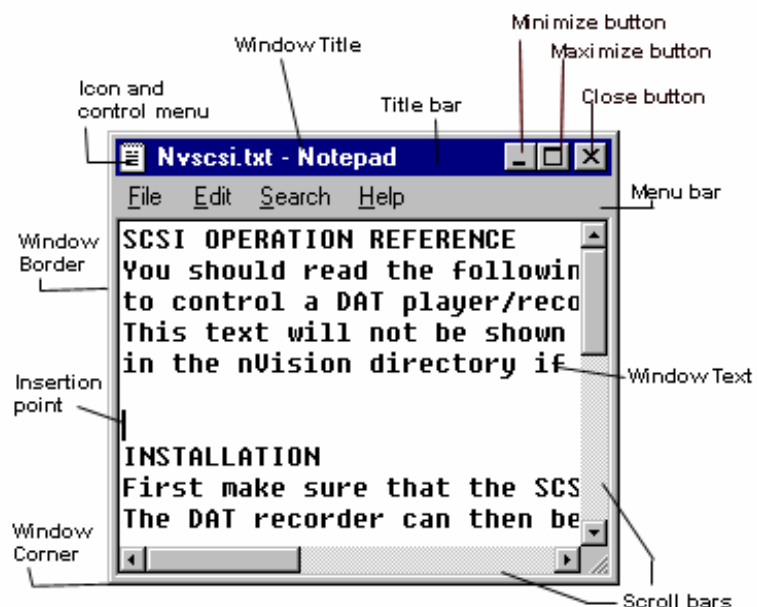 Minimize button
Window Title
Maximize button
Icon and
control menu
Title bar
Close button
Nvscsi.txt - Notepad
File Edit Search Help
Menu bar
Window
Border
SCSI OPERATION REFERENCE
You should read the followin
to control a DAT player/reco
This text will not be shown
in the nVision directory if
Window Text
Insertion
point
INSTALLATION
First make sure that the SCS
The DAT recorder can then be
Window
Corner
Scroll bars